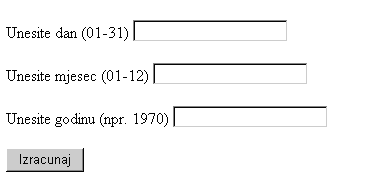 Unesite dan (01-31)
Unesite mjesec (01-12)
Unesite godinu (npr. 1970)
Izracunaj